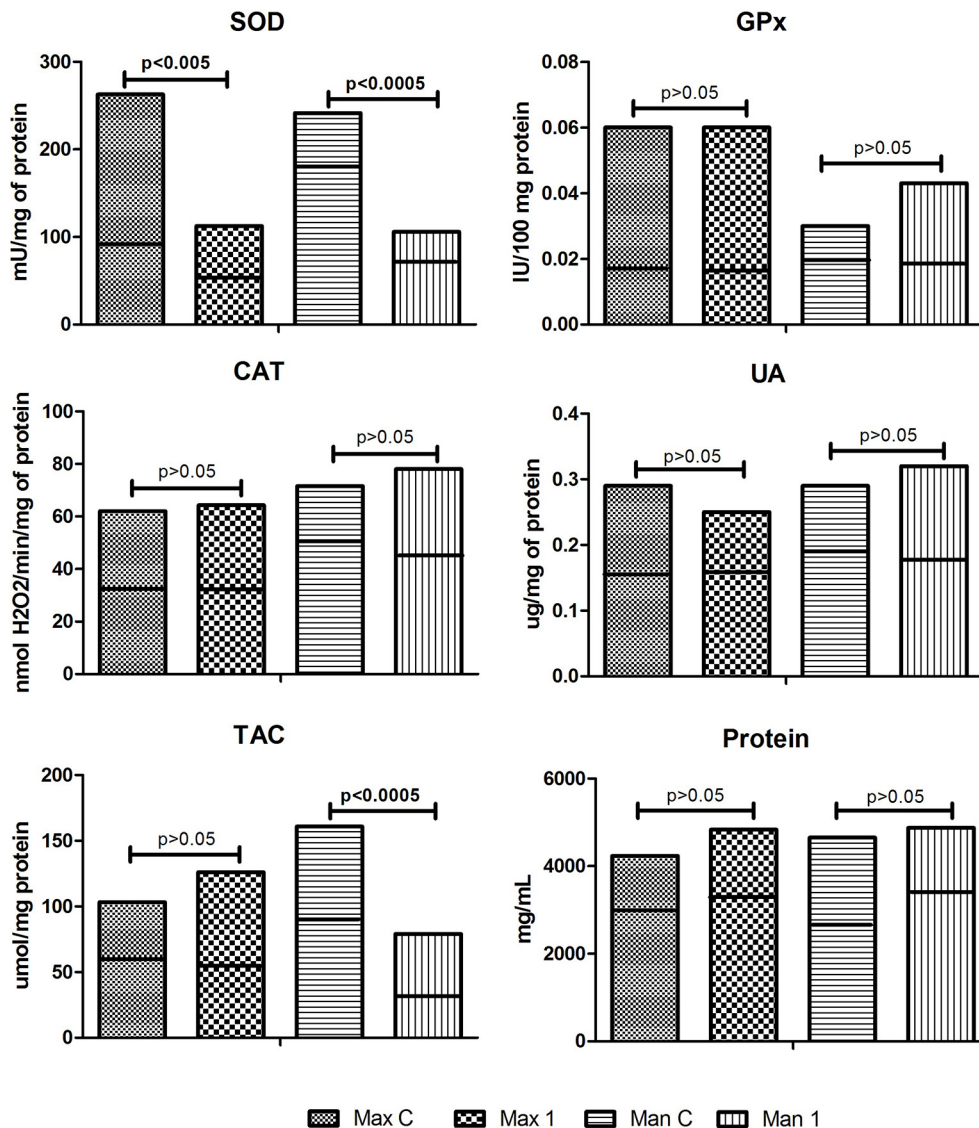 SOD
mU/mg of protein
300
200
100
0
p<0.005
p<0.0005
GPx
IU/100 mg protein
0.08
0.06
0.04
0.02
0.00
p>0.05
p>0.05
CAT
nmol H2O2/min/mg of protein
100
80
60
40
20
0
p>0.05
p>0.05
UA
ug/mg of protein
0.4
0.3
0.2
0.1
0.0
p>0.05
p>0.05
TAC
umol/mg protein
200
150
100
50
0
p>0.05
p<0.0005
Protein
mg/mL
6000
4000
2000
0
p>0.05
p>0.05
Max C Max 1 Man C Man 1